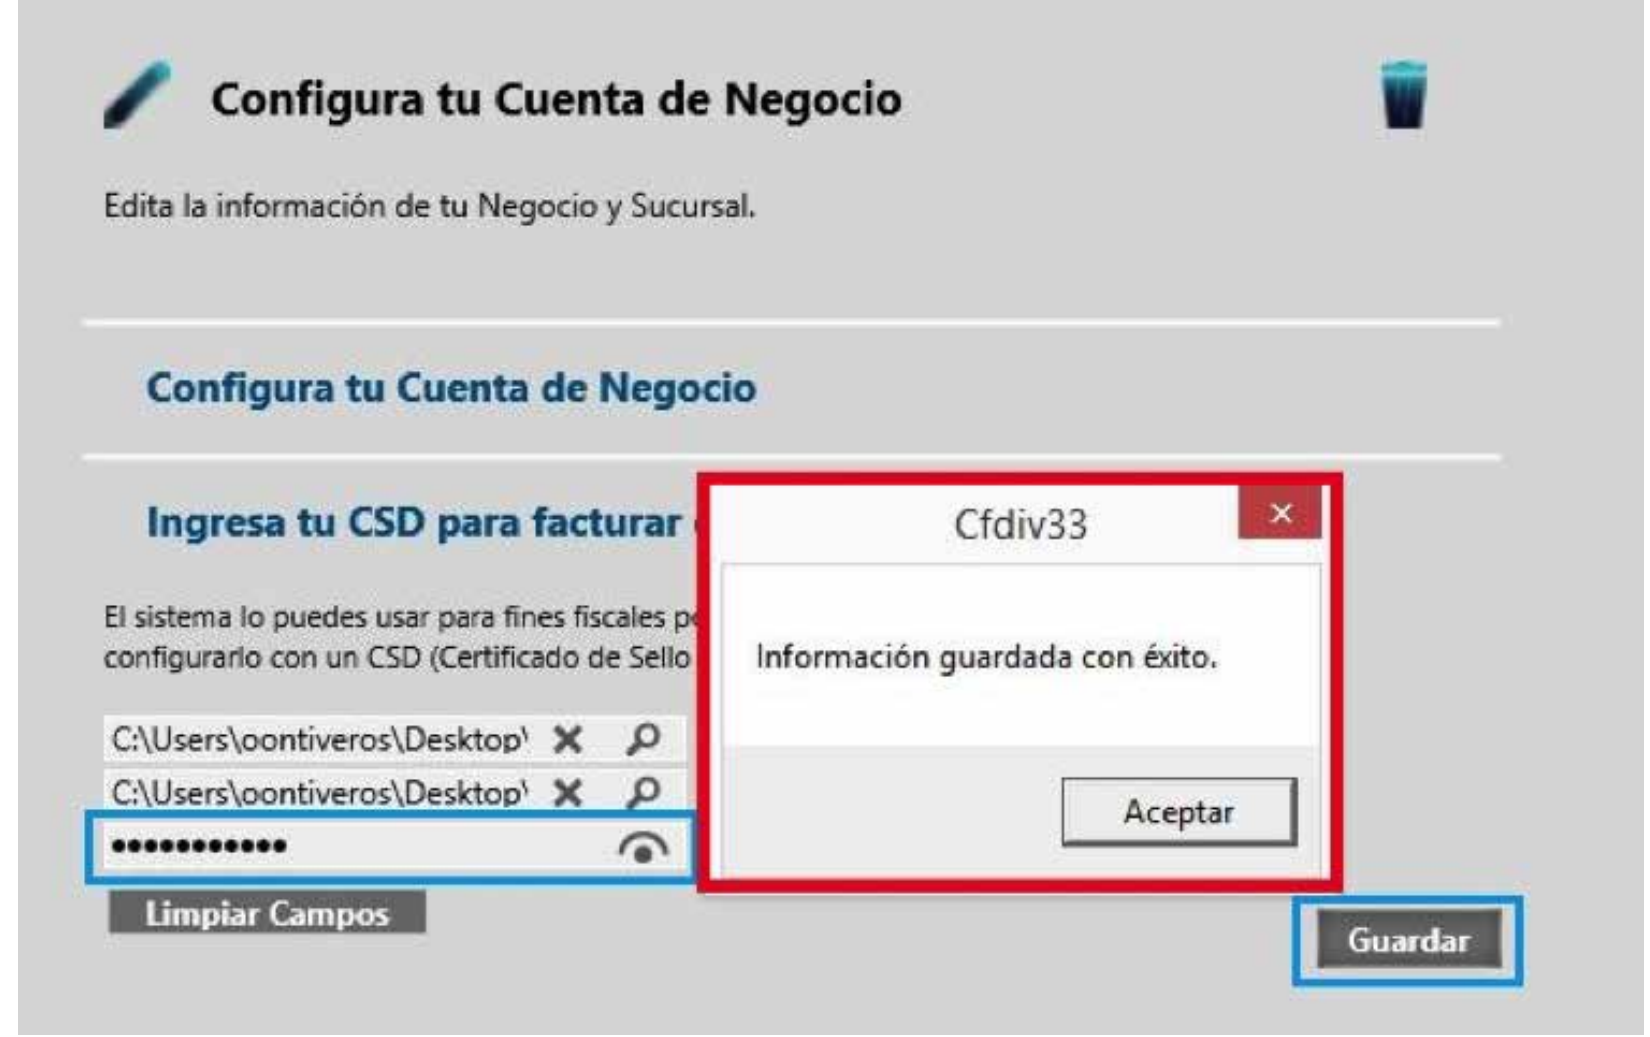 Configura tu Cuenta de Negocio
Edita la información de tu Negocio y Sucursal.
Configura tu Cuenta de Negocio
Ingresa tu CSD para facturar
Cfdiv33
El sistema lo puedes usar para fines fiscales
configurarlo con un CSD (Certificado de Sello
Información guardada con éxito.
C:\Users\oontiveros\Desktop\
C:\Users\oontiveros\Desktop\
•••••••••••
Aceptar
Limpiar Campos
Guardar